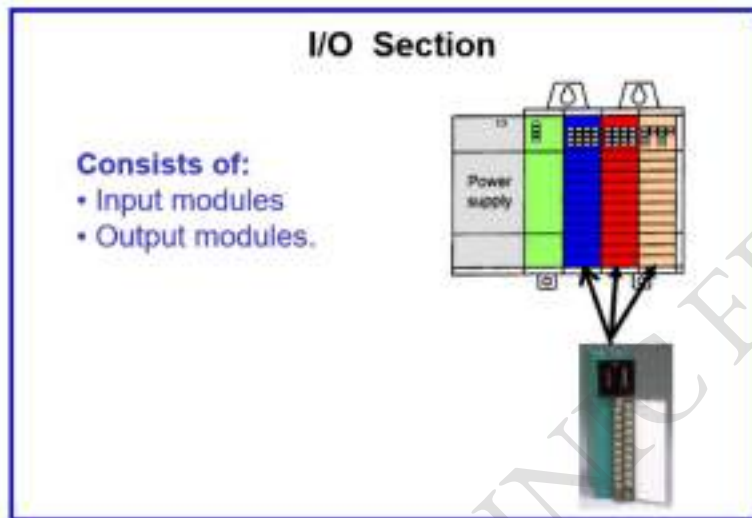 I/O Section
Consists of:
• Input modules
• Output modules.
Power
supply